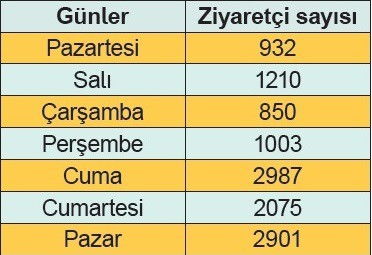 Günler Ziyaretçi sayısı
Pazartesi 932
Salı 1210
Çarşamba 850
Perşembe 1003
Cuma 2987
Cumartesi 2075
Pazar 2901